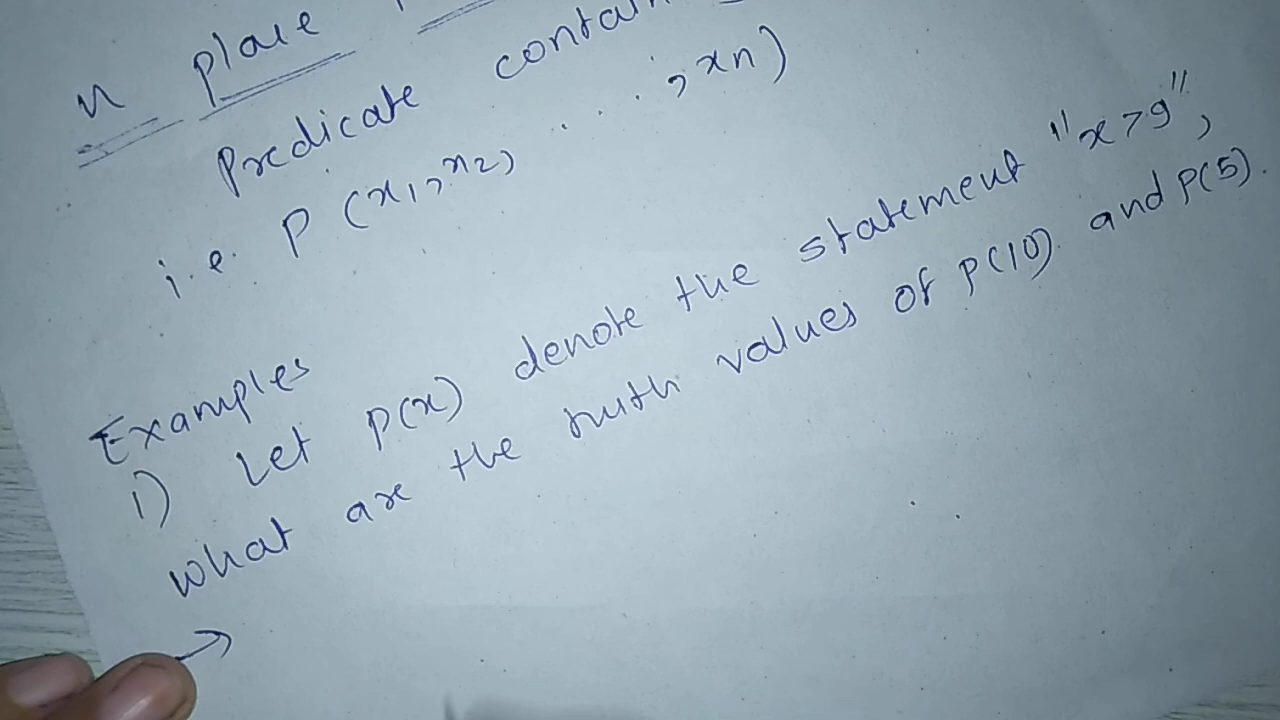 n place
Predicate contain
i.e. P (x1, x2, ....., xn)
Examples
1) Let P(x) denote the statement "x>9",
what are the truth values of P(10) and P(5).
→